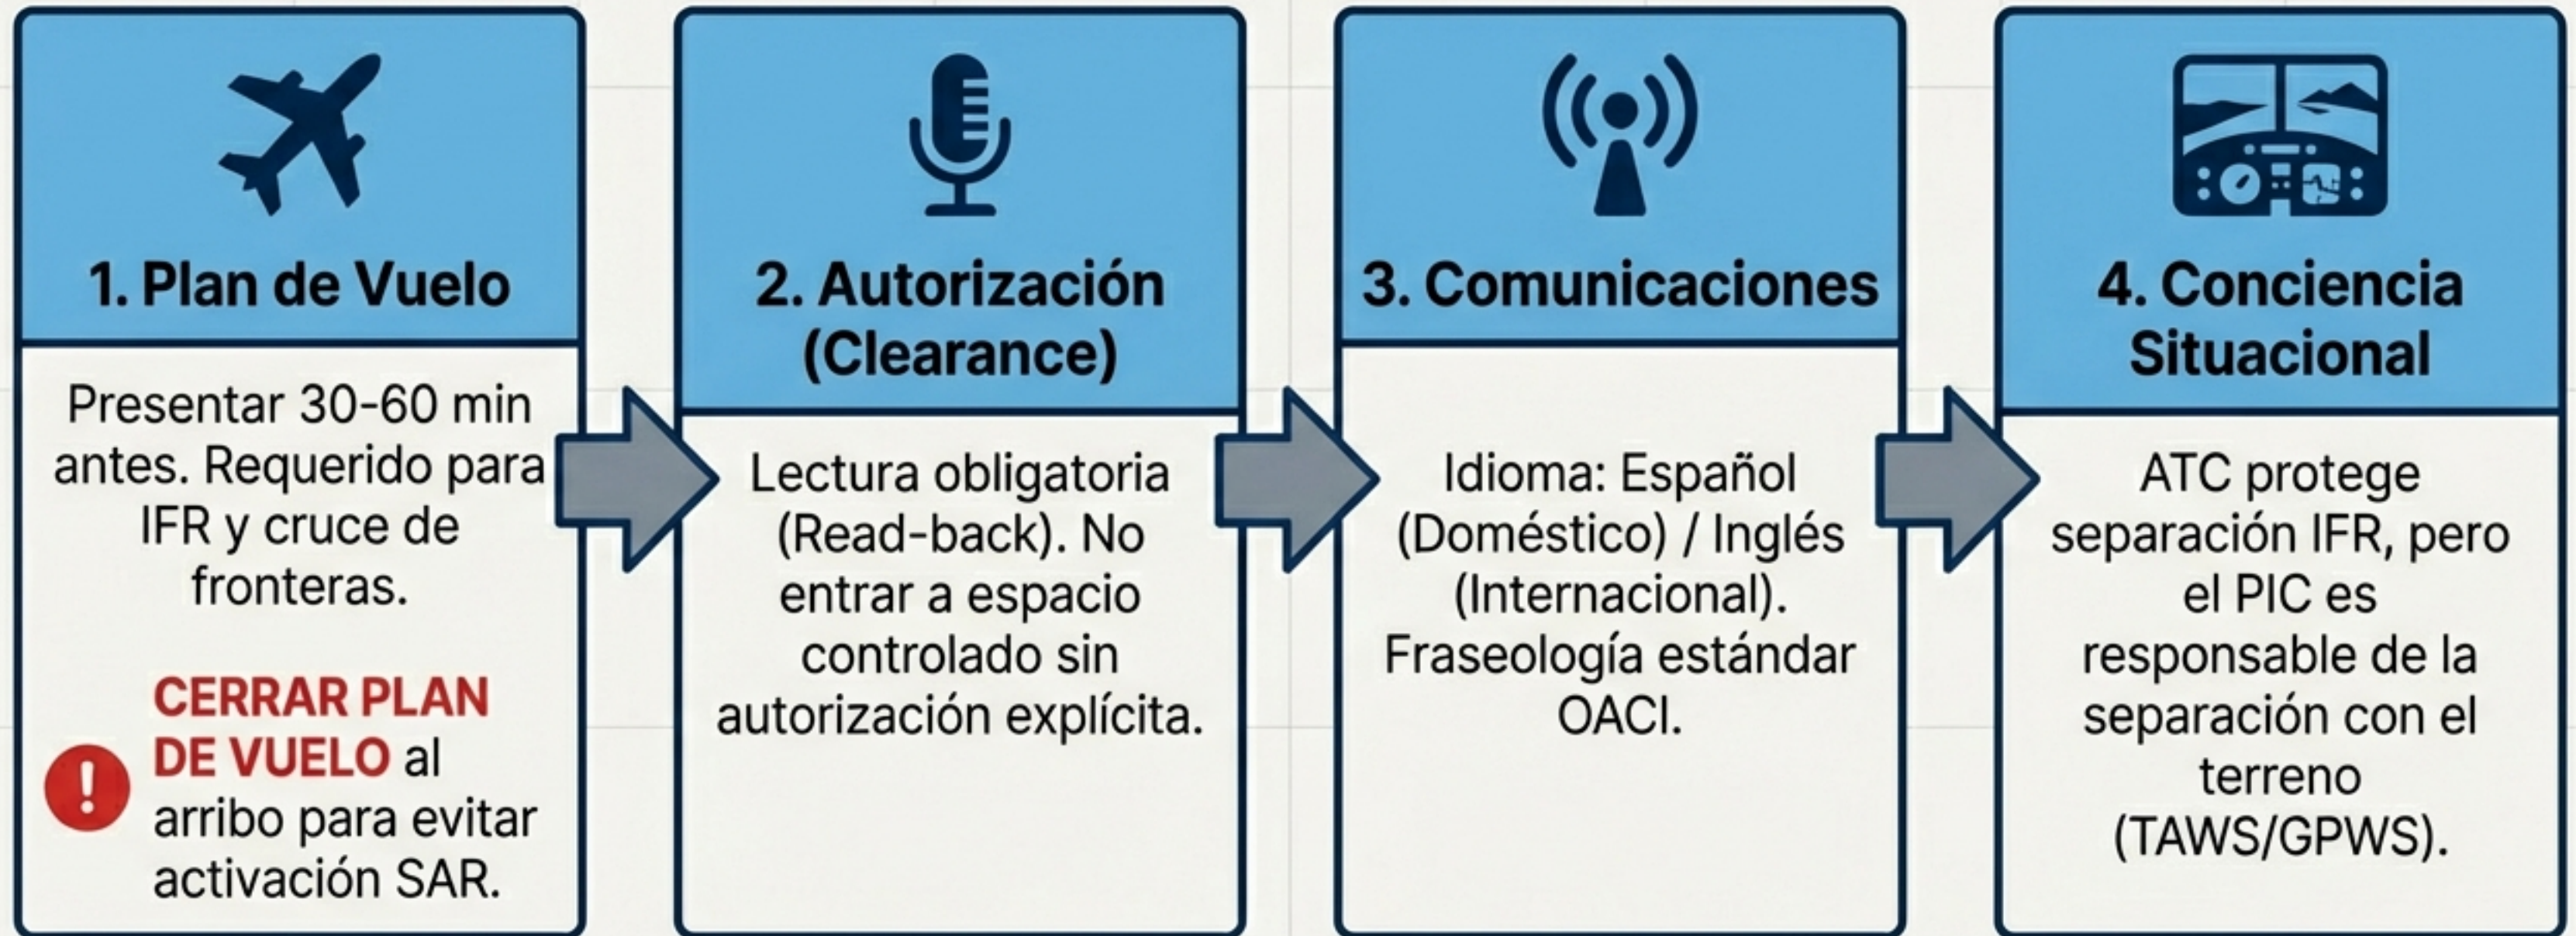 1. Plan de Vuelo
Presentar 30-60 min
antes. Requerido para
IFR y cruce de
fronteras.
CERRAR PLAN
DE VUELO al
arribo para evitar
activación SAR.
2. Autorización
(Clearance)
Lectura obligatoria
(Read-back). No
entrar a espacio
controlado sin
autorización explícita.
3. Comunicaciones
Idioma: Español
(Doméstico) / Inglés
(Internacional).
Fraseología estándar
OACI.
4. Conciencia
Situacional
ATC protege
separación IFR, pero
el PIC es
responsable de la
separación con el
terreno
(TAWS/GPWS).